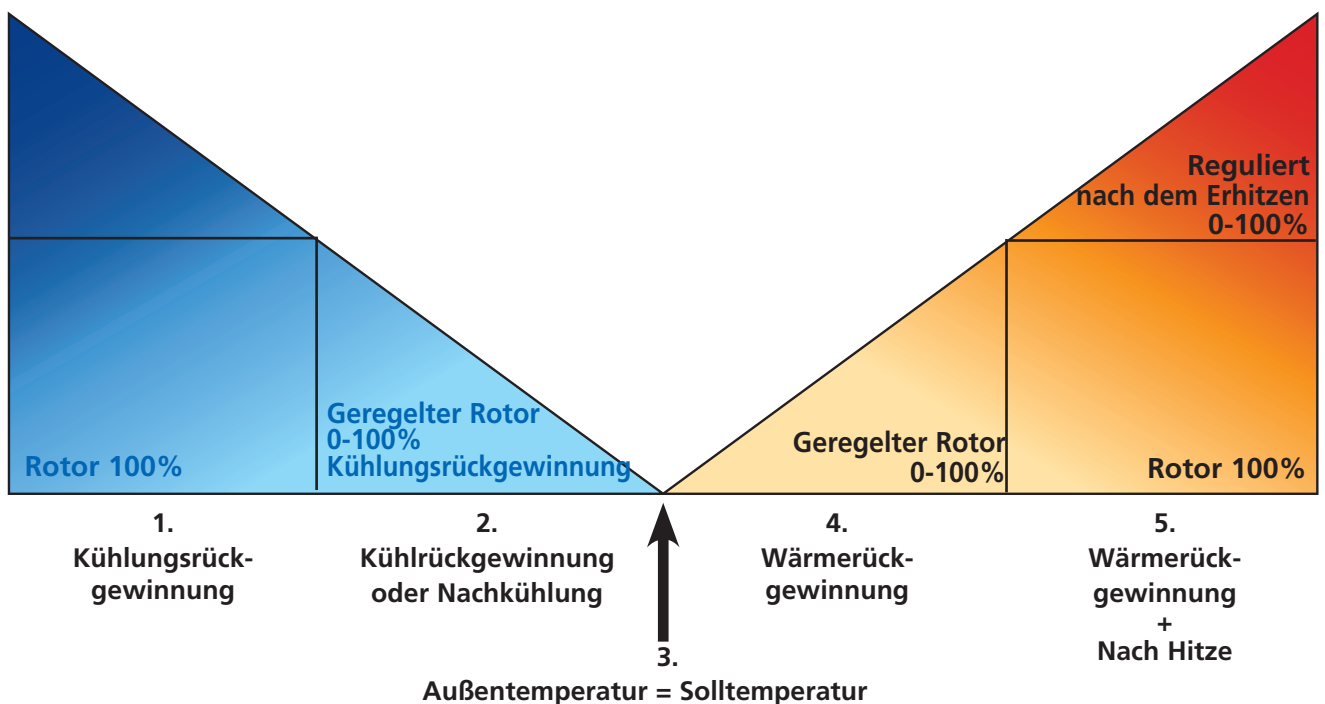 Reguliert
nach dem Erhitzen
0-100%
Rotor 100%
Geregelter Rotor
0-100%
Kühlungsrückgewinnung
Geregelter Rotor
0-100%
Rotor 100%
1.
Kühlungsrück-
gewinnung
2.
Kühlrückgewinnung
oder Nachkühlung
3.
Außentemperatur = Solltemperatur
4.
Wärmerück-
gewinnung
5.
Wärmerück-
gewinnung
+
Nach Hitze